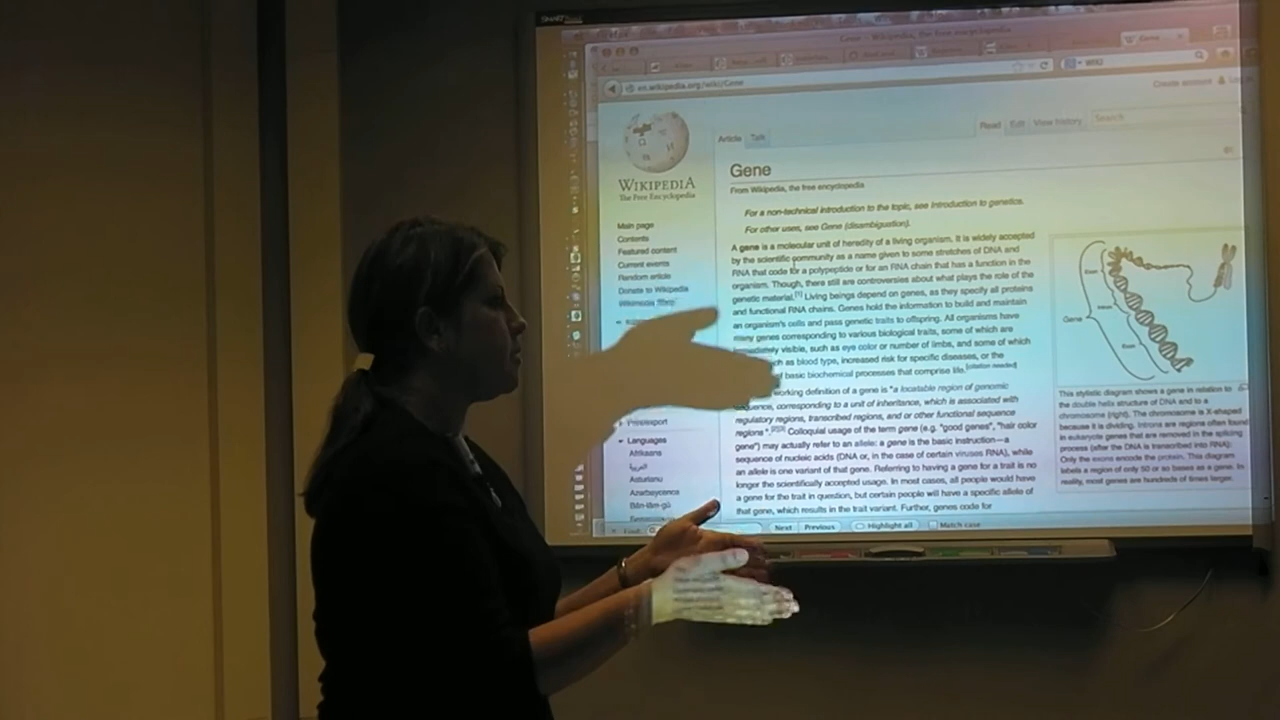 SMART
Gene - Wikipedia, the free encyclopedia
Gene
en.wikipedia.org/wiki/Gene
Create account
Read Edit View history Search
Article Talk
WIKIPEDIA
The Free Encyclopedia
Main page
Contents
Featured content
Current events
Random article
Donate to Wikipedia
Languages
Afrikaans
العربية
Asturianu
Azərbaycanca
Bân-lâm-gú
Gene
From Wikipedia, the free encyclopedia
For a non-technical introduction to the topic, see Introduction to genetics.
For other uses, see Gene (disambiguation).
A gene is a molecular unit of heredity of a living organism. It is widely accepted
by the scientific community as a name given to some stretches of DNA and
RNA that code for a polypeptide or for an RNA chain that has a function in the
organism. Though, there still are controversies about what plays the role of the
genetic material.[1] Living beings depend on genes, as they specify all proteins
and functional RNA chains. Genes hold the information to build and maintain
an organism's cells and pass genetic traits to offspring. All organisms have
many genes corresponding to various biological traits, some of which are
immediately visible, such as eye color or number of limbs, and some of which
as blood type, increased risk for specific diseases, or the
basic biochemical processes that comprise life.[citation needed]
working definition of a gene is "a locatable region of genomic
sequence, corresponding to a unit of inheritance, which is associated with
regulatory regions, transcribed regions, and or other functional sequence
regions". Colloquial usage of the term gene (e.g. "good genes", "hair color
gene") may actually refer to an allele: a gene is the basic instruction—a
sequence of nucleic acids (DNA or, in the case of certain viruses RNA), while
an allele is one variant of that gene. Referring to having a gene for a trait is no
longer the scientifically accepted usage. In most cases, all people would have
a gene for the trait in question, but certain people will have a specific allele of
that gene, which results in the trait variant. Further, genes code for
Exon
Intron
Gene
Exon
This stylistic diagram shows a gene in relation to
the double helix structure of DNA and to a
chromosome (right). The chromosome is X-shaped
because it is dividing. Introns are regions often found
in eukaryote genes that are removed in the splicing
process (after the DNA is transcribed into RNA):
Only the exons encode the protein. This diagram
labels a region of only 50 or so bases as a gene. In
reality, most genes are hundreds of times larger.
Next Previous Highlight all Match case